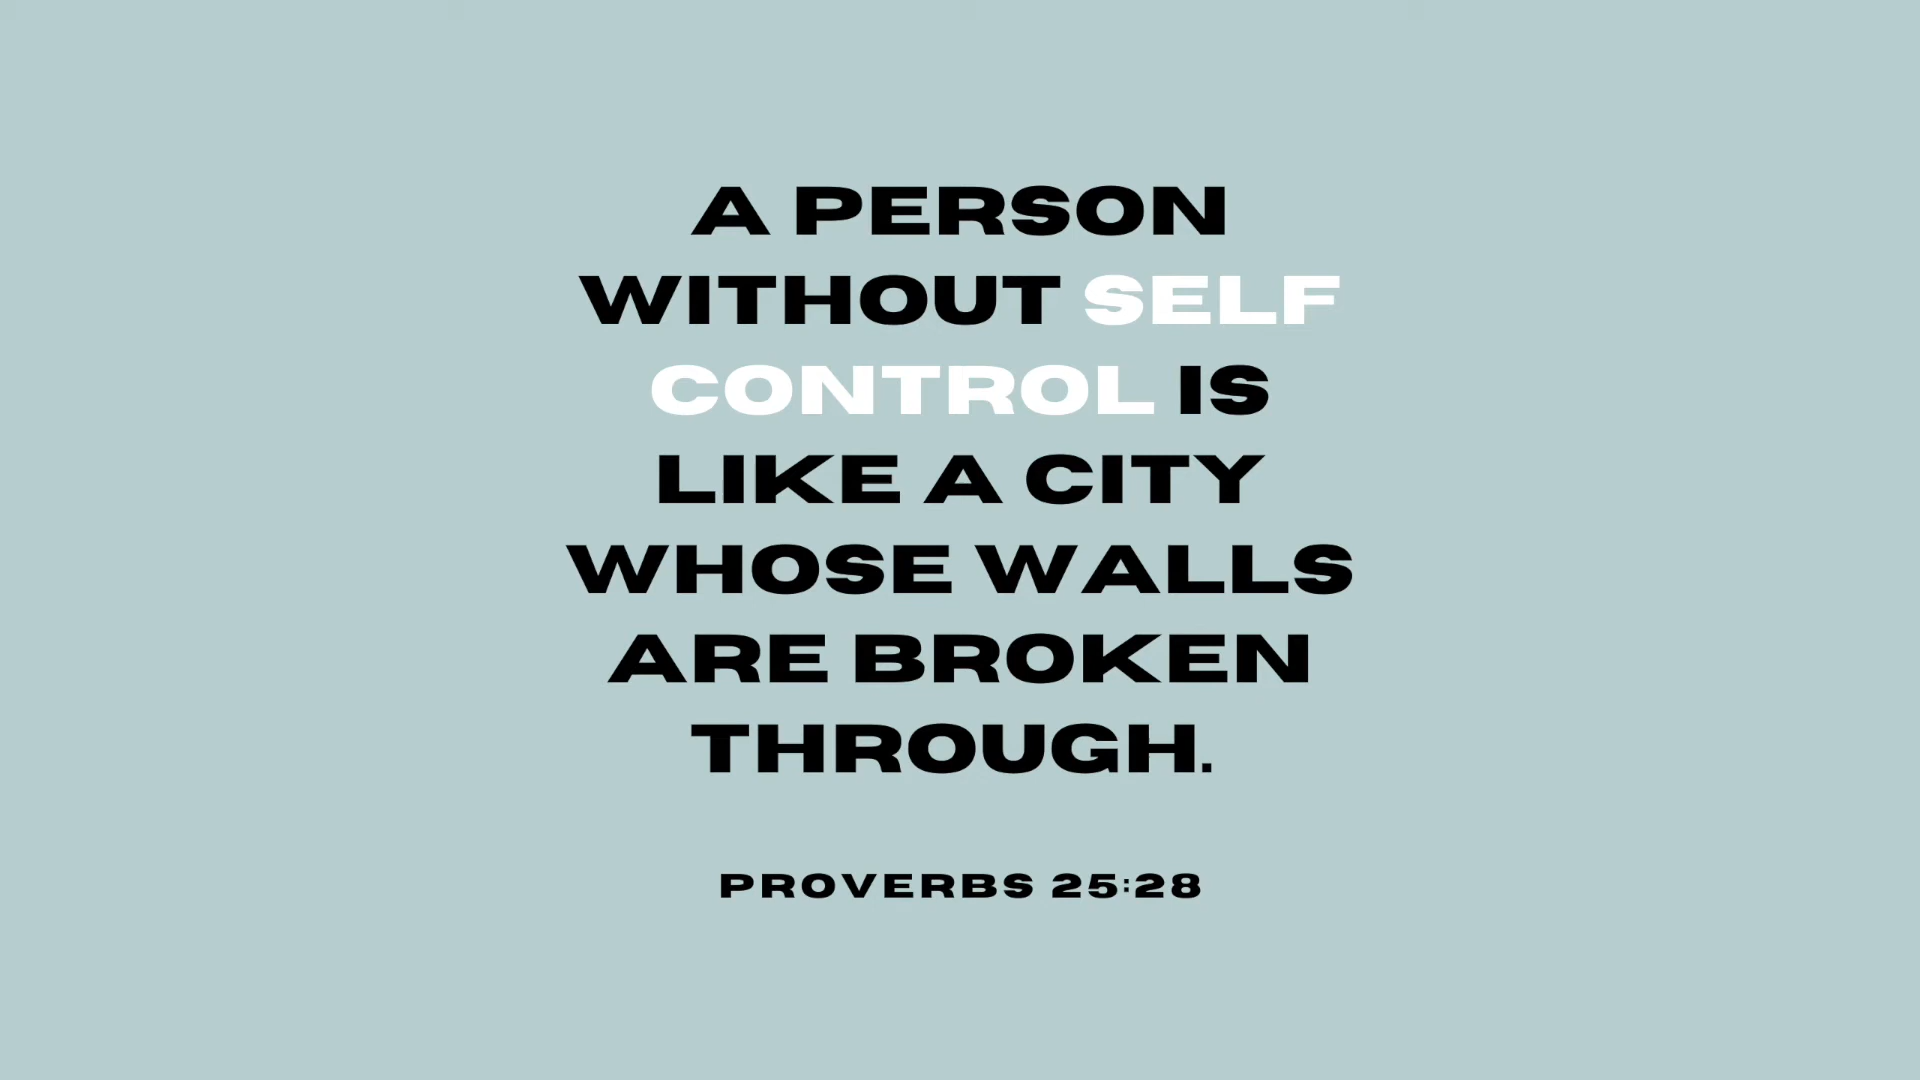 A PERSON
WITHOUT SELF
CONTROL IS
LIKE A CITY
WHOSE WALLS
ARE BROKEN
THROUGH.
PROVERBS 25:28